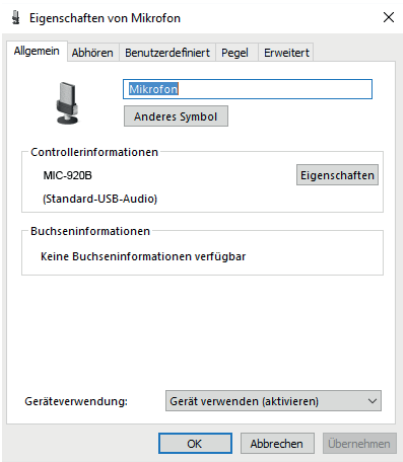 Eigenschaften von Mikrofon
Allgemein Abhören Benutzerdefiniert Pegel Erweitert
Mikrofon
Anderes Symbol
Controllerinformationen
MIC-920B Eigenschaften
(Standard-USB-Audio)
Buchseninformationen
Keine Buchseninformationen verfügbar
Geräteverwendung: Gerät verwenden (aktivieren)
OK Abbrechen Übernehmen